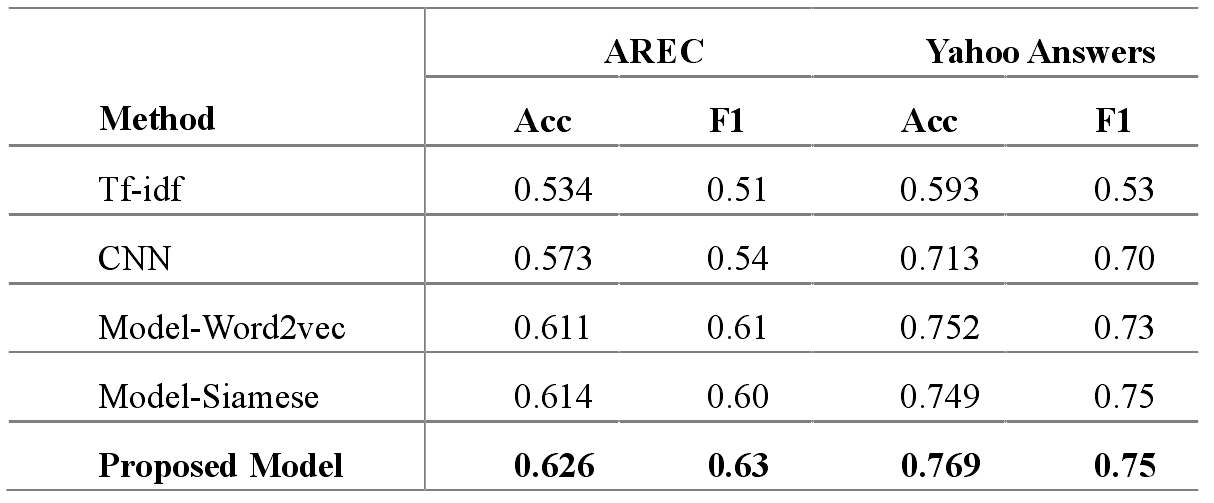 AREC Yahoo Answers
Method Acc F1 Acc F1
Tf-idf 0.534 0.51 0.593 0.53
CNN 0.573 0.54 0.713 0.70
Model-Word2vec 0.611 0.61 0.752 0.73
Model-Siamese 0.614 0.60 0.749 0.75
Proposed Model 0.626 0.63 0.769 0.75